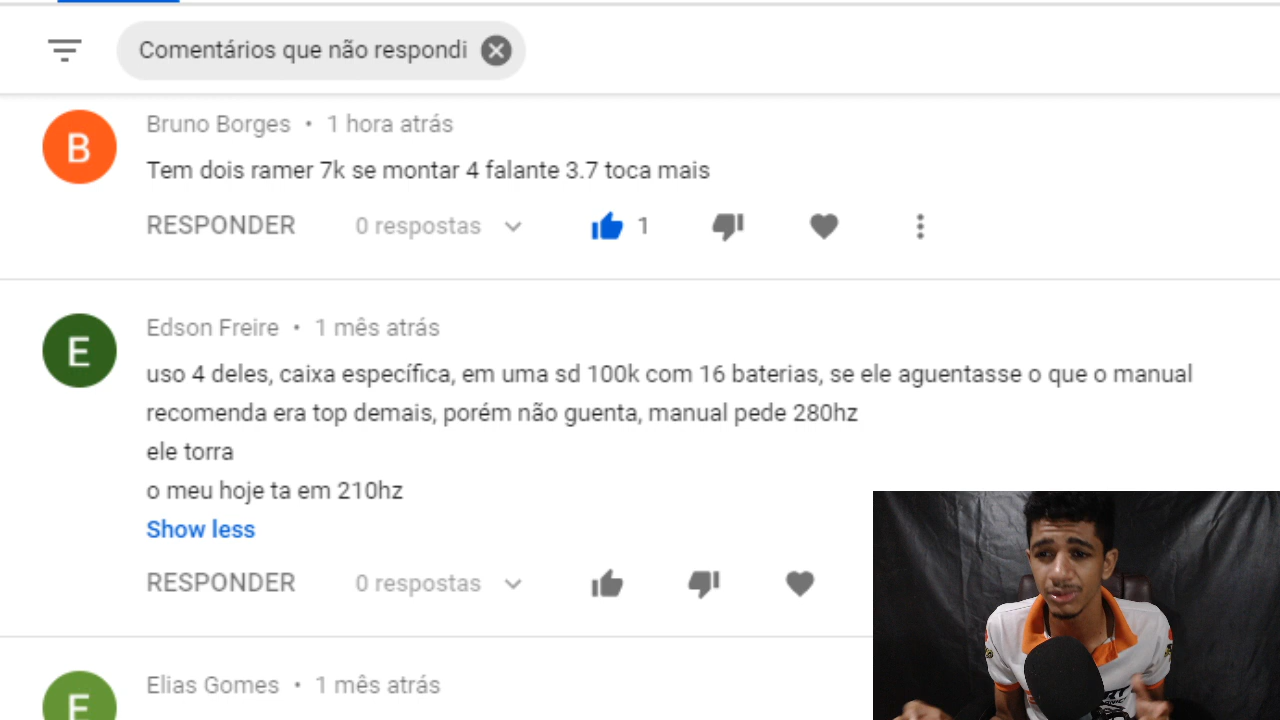 Comentários que não respondi
B
Bruno Borges • 1 hora atrás
Tem dois ramer 7k se montar 4 falante 3.7 toca mais
RESPONDER 0 respostas 1
E
Edson Freire • 1 mês atrás
uso 4 deles, caixa específica, em uma sd 100k com 16 baterias, se ele aguentasse o que o manual
recomenda era top demais, porém não guenta, manual pede 280hz
ele torra
o meu hoje ta em 210hz
Show less
RESPONDER 0 respostas
E
Elias Gomes • 1 mês atrás